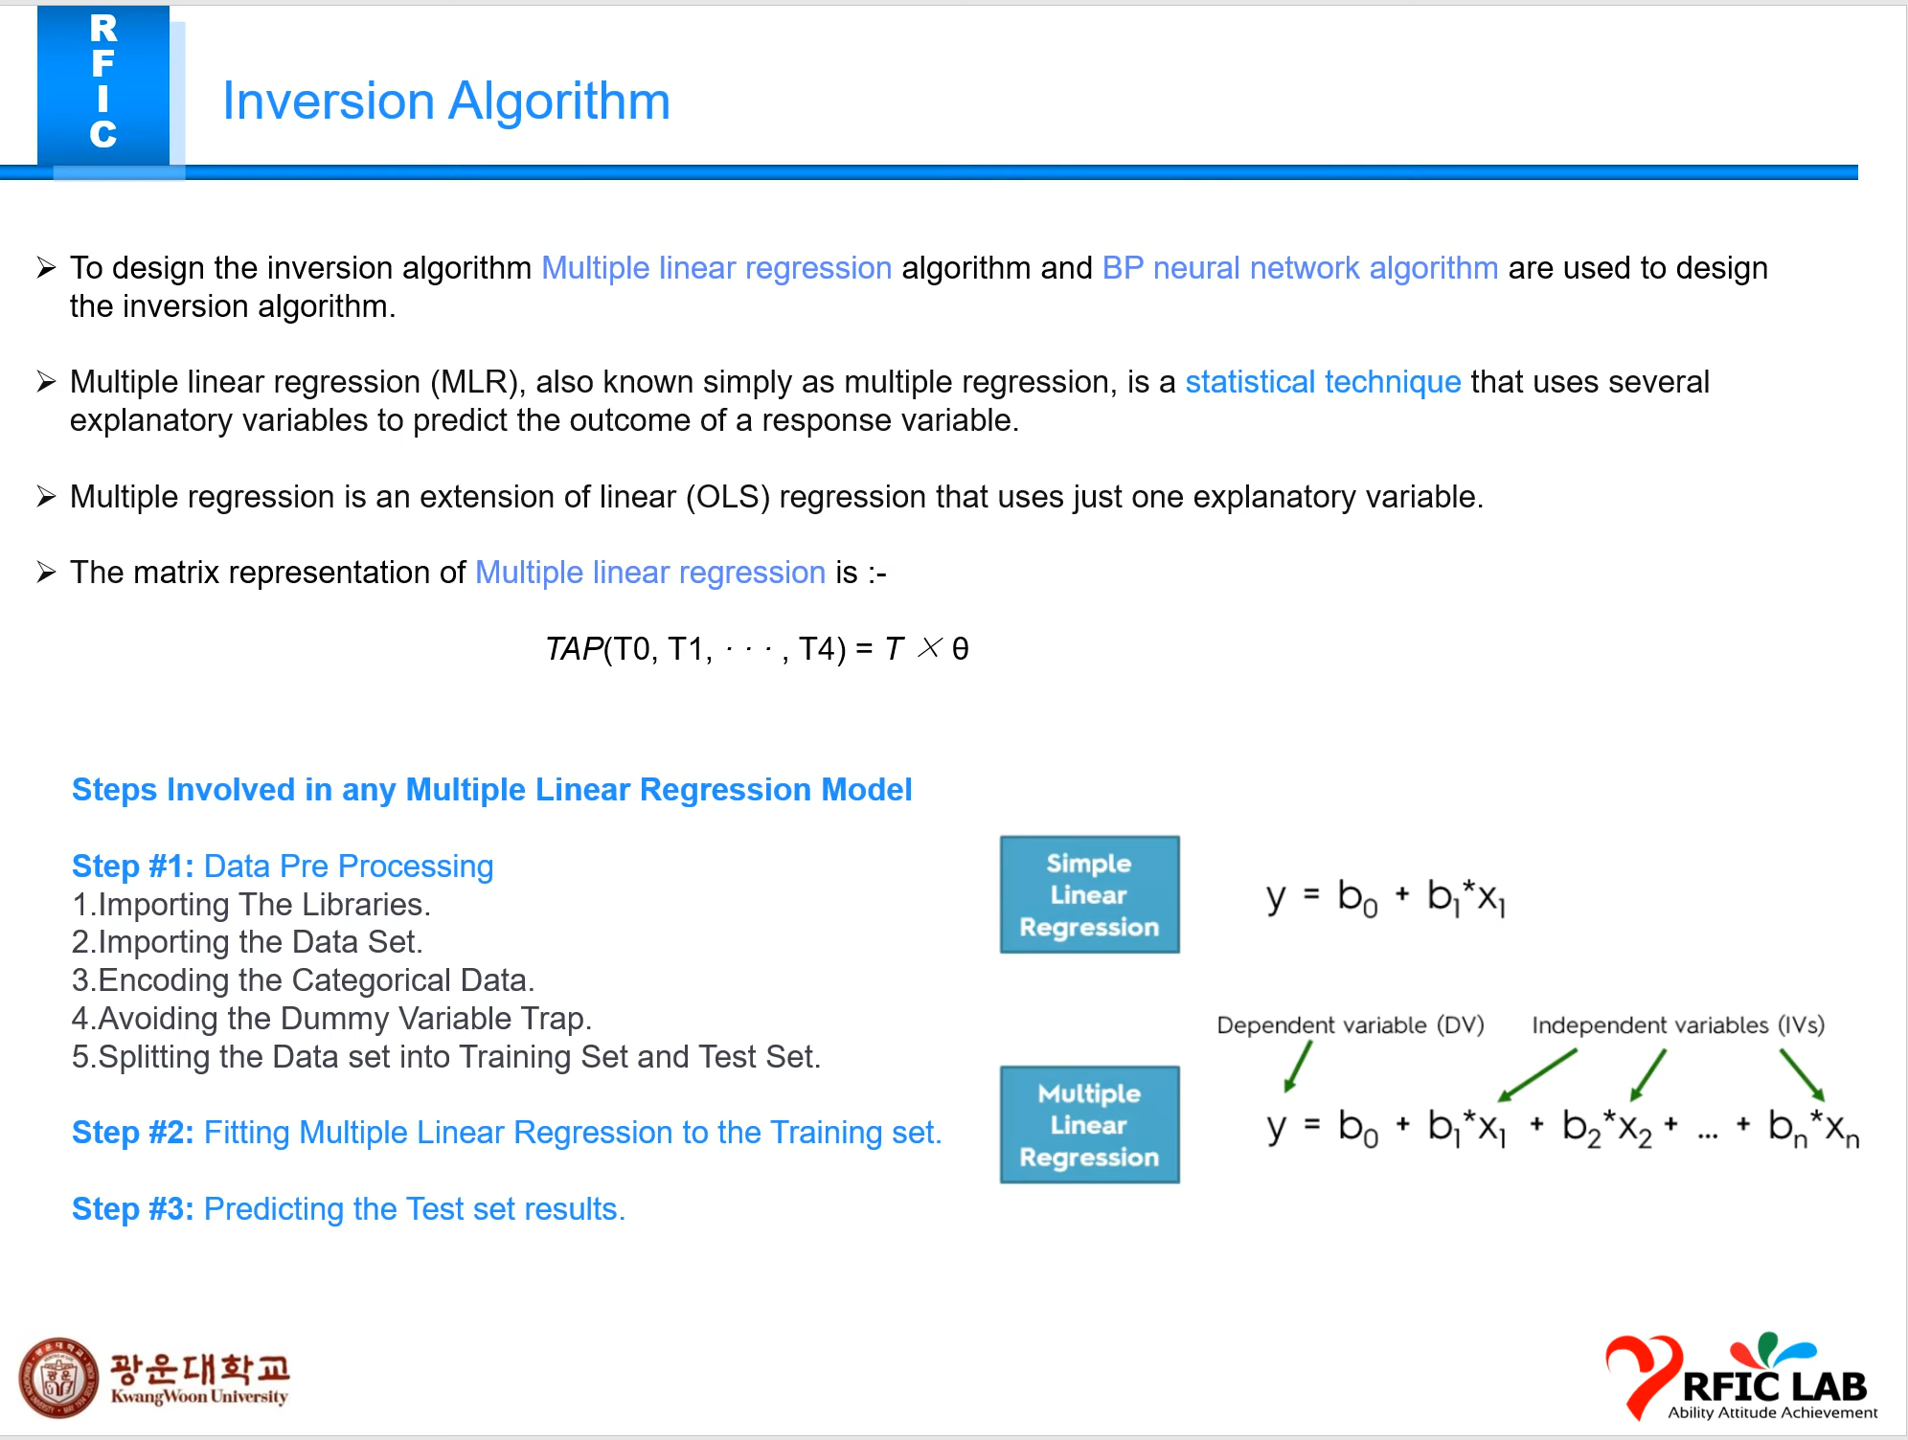 R
F
I
C
Inversion Algorithm
➢ To design the inversion algorithm Multiple linear regression algorithm and BP neural network algorithm are used to design
the inversion algorithm.
➢ Multiple linear regression (MLR), also known simply as multiple regression, is a statistical technique that uses several
explanatory variables to predict the outcome of a response variable.
➢ Multiple regression is an extension of linear (OLS) regression that uses just one explanatory variable.
➢ The matrix representation of Multiple linear regression is :-
TAP(T0, T1, · · · , T4) = T × θ
Steps Involved in any Multiple Linear Regression Model
Step #1: Data Pre Processing
1.Importing The Libraries.
2.Importing the Data Set.
3.Encoding the Categorical Data.
4.Avoiding the Dummy Variable Trap.
5.Splitting the Data set into Training Set and Test Set.
Step #2: Fitting Multiple Linear Regression to the Training set.
Step #3: Predicting the Test set results.
Simple
Linear
Regression
y = b₀ + b₁*x₁
Dependent variable (DV) Independent variables (IVs)
Multiple
Linear
Regression
y = b₀ + b₁*x₁ + b₂*x₂ + ... + bₙ*xₙ
광운대학교
KwangWoon University
RFIC LAB
Ability Attitude Achievement